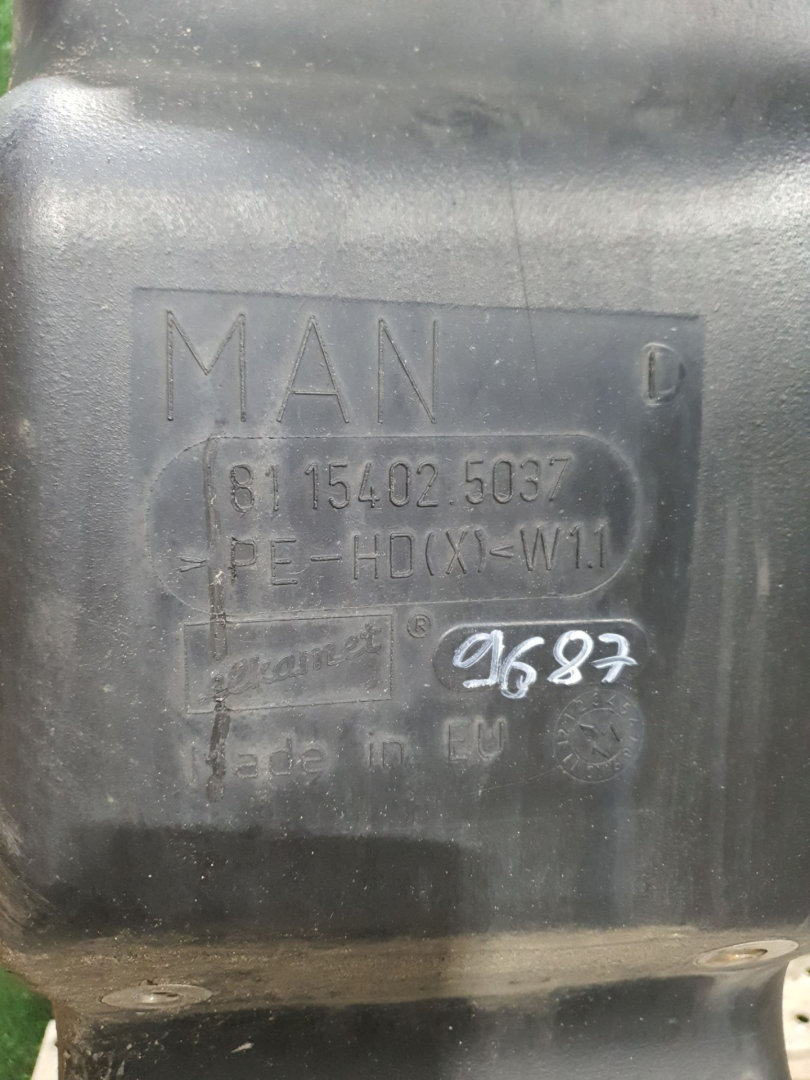 MAN D
81.15402.5037
>PE-HD(X)<W1.1
elkamet ®
9687
Made in EU